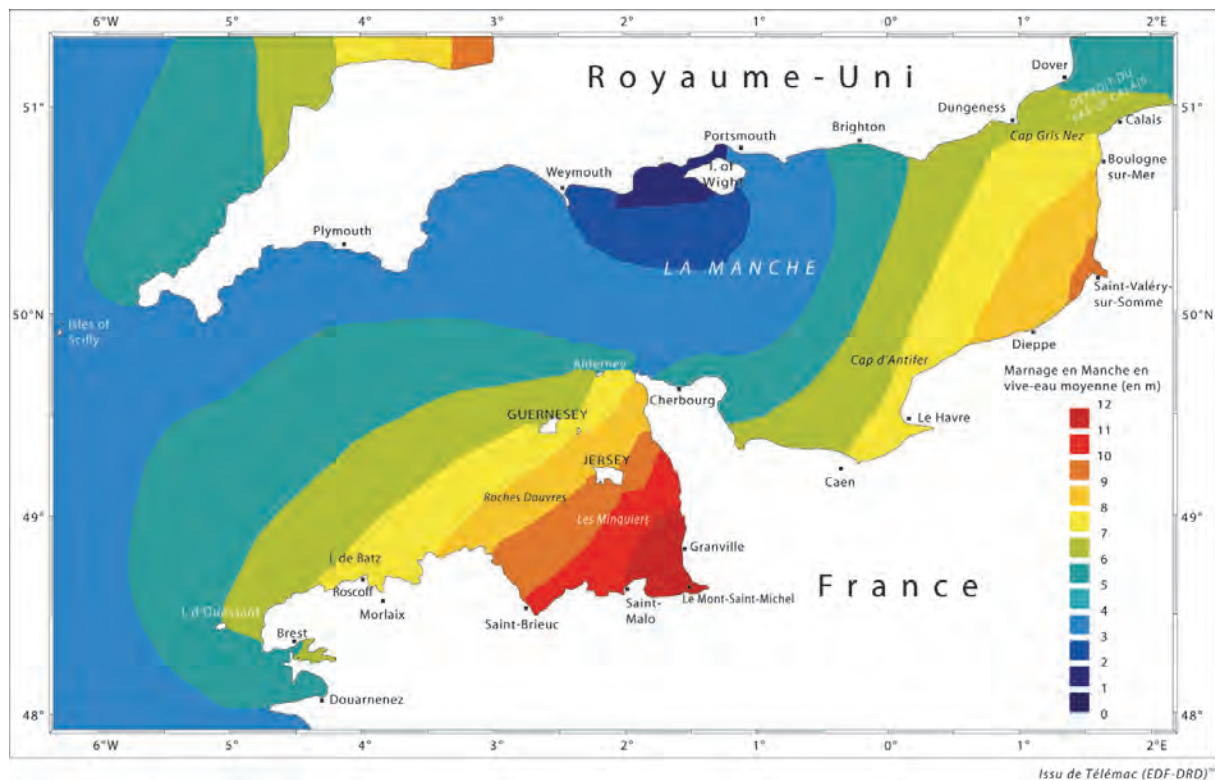 6°W 5° 4° 3° 2° 1° 0° 1° 2°E
Royaume-Uni
Dover
51°
51°
DÉTROIT DU
PAS DE CALAIS
Dungeness
Calais
Cap Gris Nez
Portsmouth
Brighton
Boulogne
sur-Mer
Weymouth
I. of
Wight
Plymouth
LA MANCHE
Saint-Valéry-
sur-Somme
50°N
50°N
Isles of
Scilly
Dieppe
Cap d'Antifer
Alderney
Marnage en Manche en
vive-eau moyenne (en m)
Cherbourg
GUERNESEY
Le Havre
JERSEY
Caen
Roches Douvres
Les Minquiers
49°
49°
Granville
I. de Batz
Roscoff
Morlaix
France
Le Mont-Saint-Michel
Saint-
Malo
Saint-Brieuc
I. d'Ouessant
Brest
Douarnenez
48°
48°
12
11
10
9
8
7
6
5
4
3
2
1
0
6°W 5° 4° 3° 2° 1° 0° 1° 2°E
Issu de Télémac (EDF-DRD)